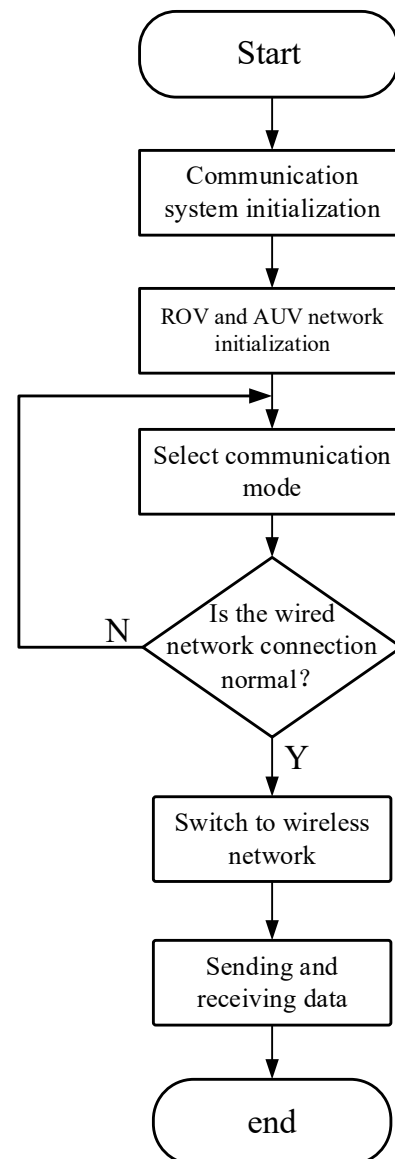 Start
Communication
system initialization
ROV and AUV network
initialization
Select communication
mode
Is the wired
network connection
normal？
N
Y
Switch to wireless
network
Sending and
receiving data
end